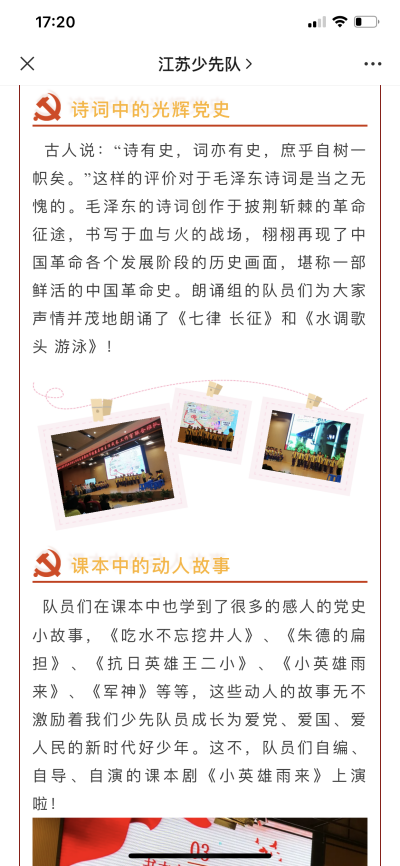 17:20
江苏少先队
诗词中的光辉党史
古人说：“诗有史，词亦有史，庶乎自树一
帜矣。”这样的评价对于毛泽东诗词是当之无
愧的。毛泽东的诗词创作于披荆斩棘的革命
征途，书写于血与火的战场，栩栩再现了中
国革命各个发展阶段的历史画面，堪称一部
鲜活的中国革命史。朗诵组的队员们为大家
声情并茂地朗诵了《七律 长征》和《水调歌
头 游泳》！
课本中的动人故事
队员们在课本中也学到了很多的感人的党史
小故事，《吃水不忘挖井人》、《朱德的扁
担》、《抗日英雄王二小》、《小英雄雨
来》、《军神》等等，这些动人的故事无不
激励着我们少先队员成长为爱党、爱国、爱
人民的新时代好少年。这不，队员们自编、
自导、自演的课本剧《小英雄雨来》上演
啦！
03